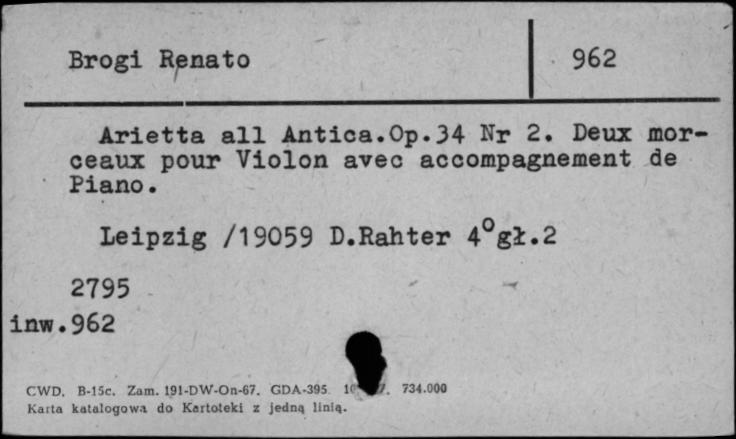 Brogi Renato 962
Arietta all Antica.Op.34 Nr 2. Deux mor-
ceaux pour Violon avec accompagnement de
Piano.
Leipzig /19059 D.Rahter 4°gł.2
2795
inw.962
CWD. B-15c. Zam. 191-DW-On-67. GDA-395 734.000
Karta katalogowa do Kartoteki z jedną linią.